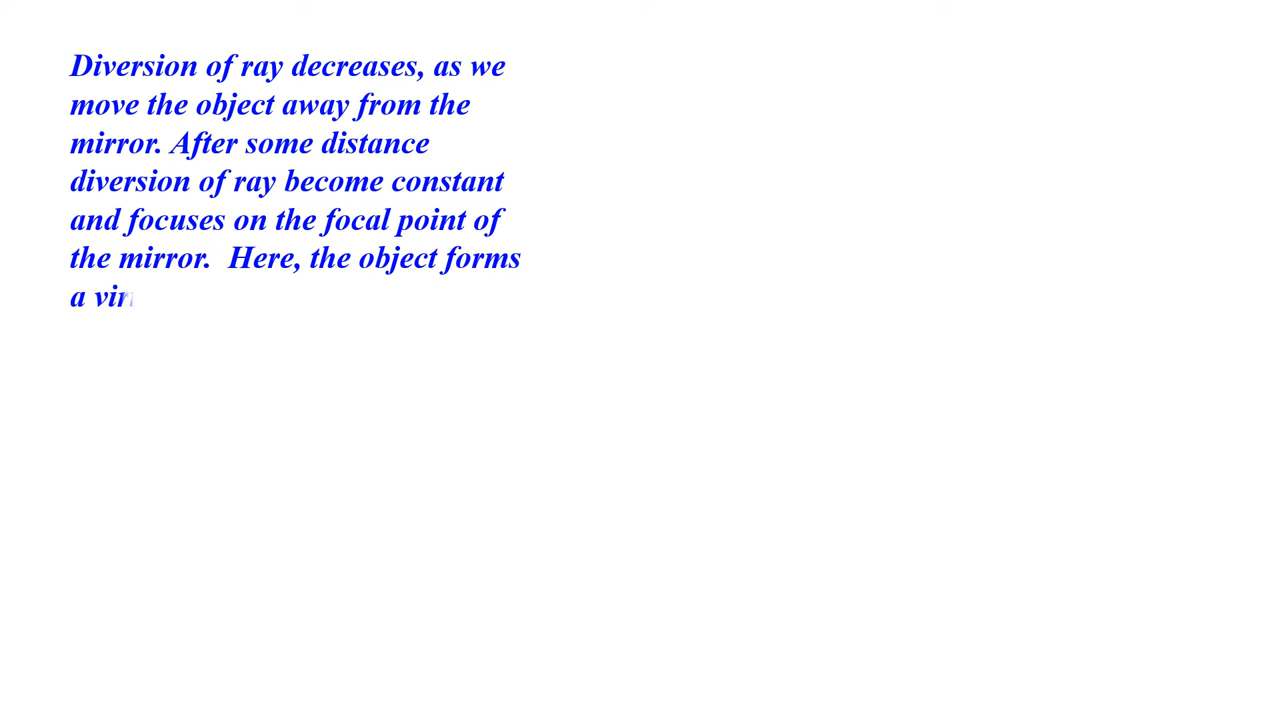 Diversion of ray decreases, as we
move the object away from the
mirror. After some distance
diversion of ray become constant
and focuses on the focal point of
the mirror.  Here, the object forms
a